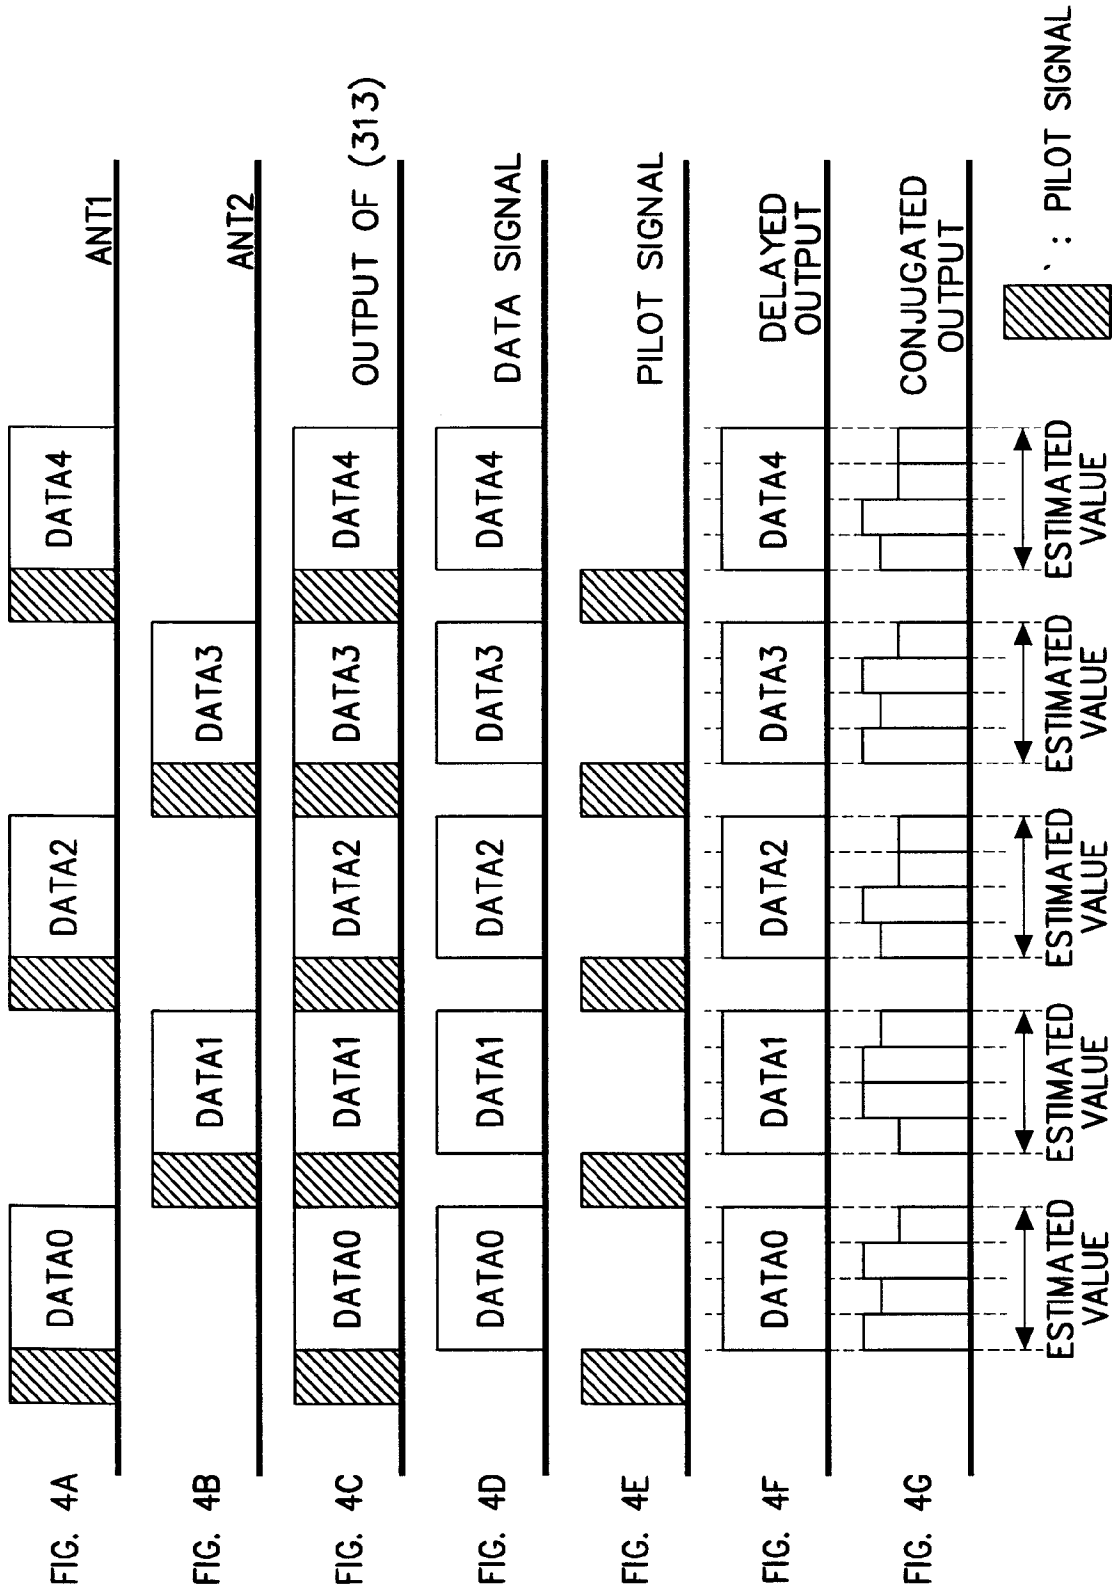 FIG. 4A
DATA0
DATA2
DATA4
ANT1
FIG. 4B
DATA1
DATA3
ANT2
FIG. 4C
DATA0
DATA1
DATA2
DATA3
DATA4
OUTPUT OF (313)
FIG. 4D
DATA0
DATA1
DATA2
DATA3
DATA4
DATA SIGNAL
FIG. 4E
PILOT SIGNAL
FIG. 4F
DATA0
DATA1
DATA2
DATA3
DATA4
DELAYED
OUTPUT
FIG. 4G
CONJUGATED
OUTPUT
ESTIMATED
VALUE
ESTIMATED
VALUE
ESTIMATED
VALUE
ESTIMATED
VALUE
ESTIMATED
VALUE
` : PILOT SIGNAL